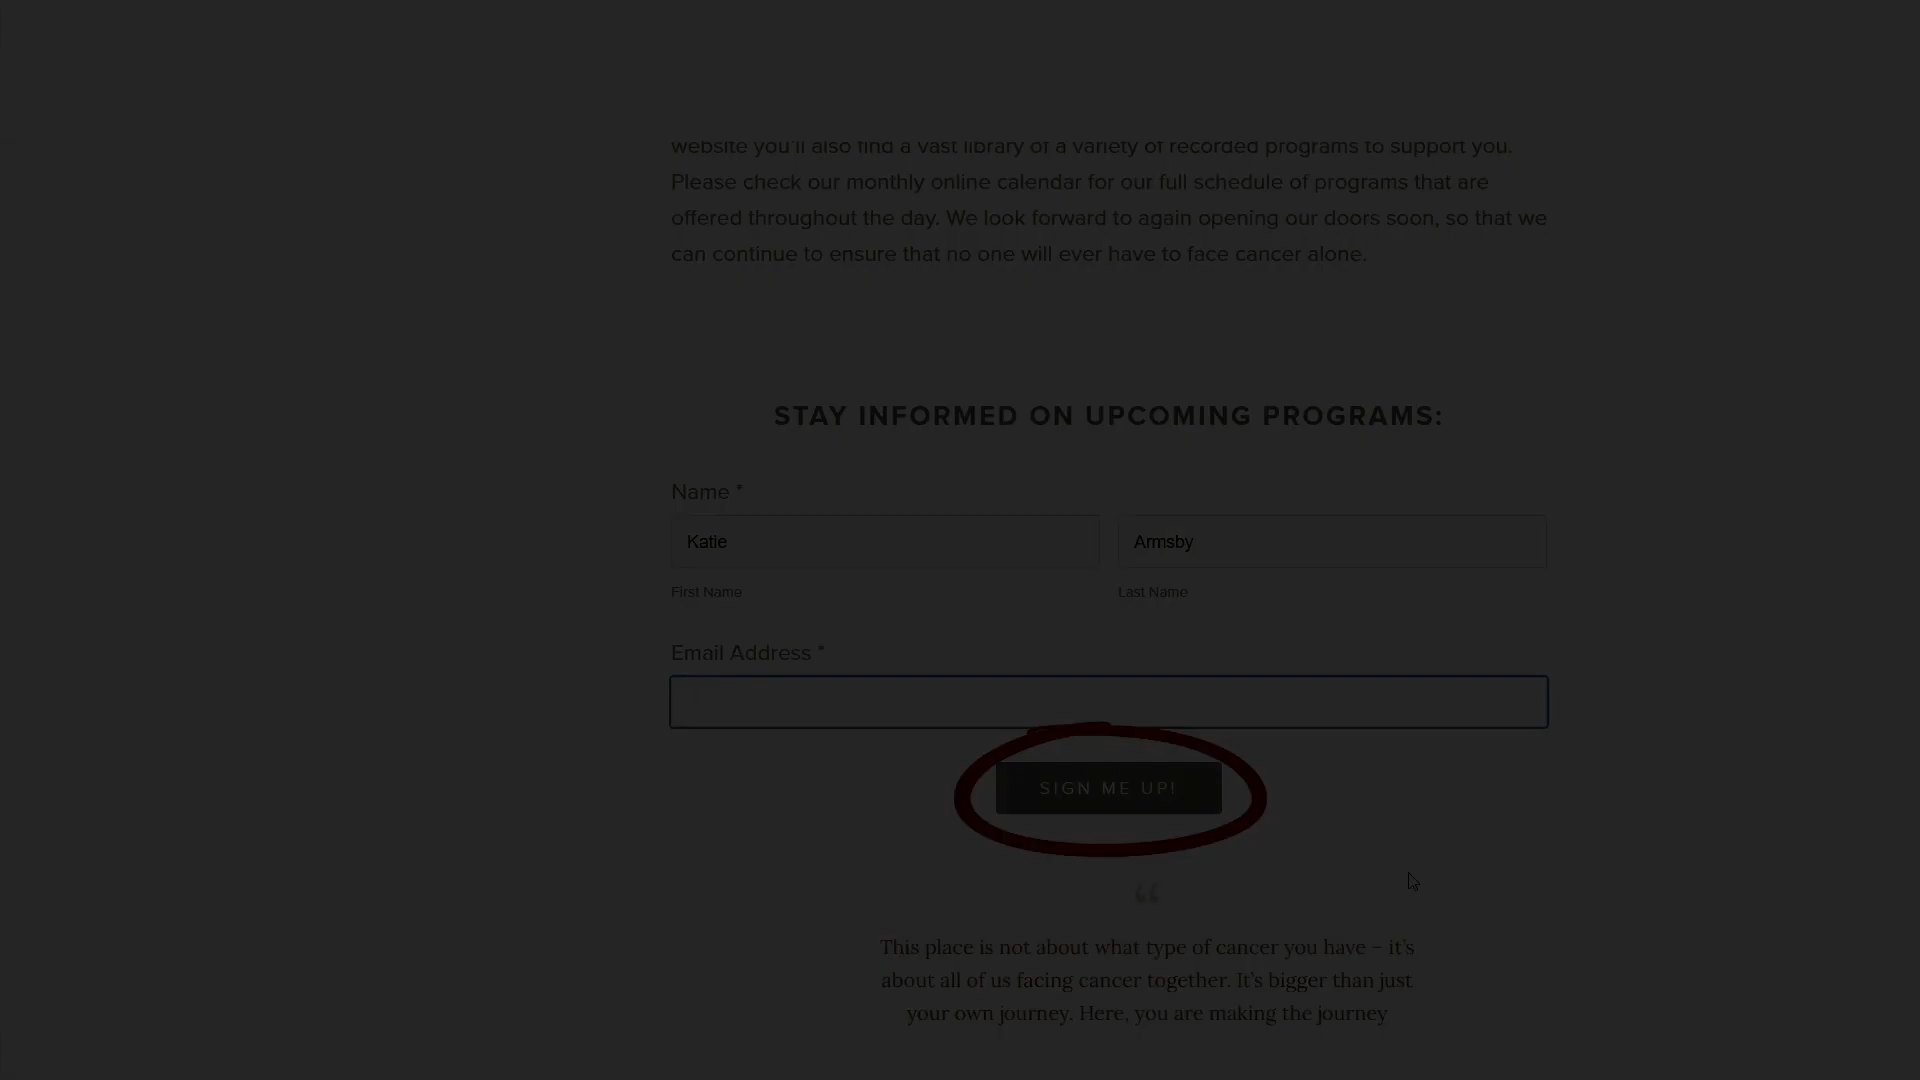 website you'll also find a vast library of a variety of recorded programs to support you.
Please check our monthly online calendar for our full schedule of programs that are
offered throughout the day. We look forward to again opening our doors soon, so that we
can continue to ensure that no one will ever have to face cancer alone.
STAY INFORMED ON UPCOMING PROGRAMS:
Name *
Katie Armsby
First Name Last Name
Email Address *
SIGN ME UP!
“
This place is not about what type of cancer you have – it's
about all of us facing cancer together. It's bigger than just
your own journey. Here, you are making the journey